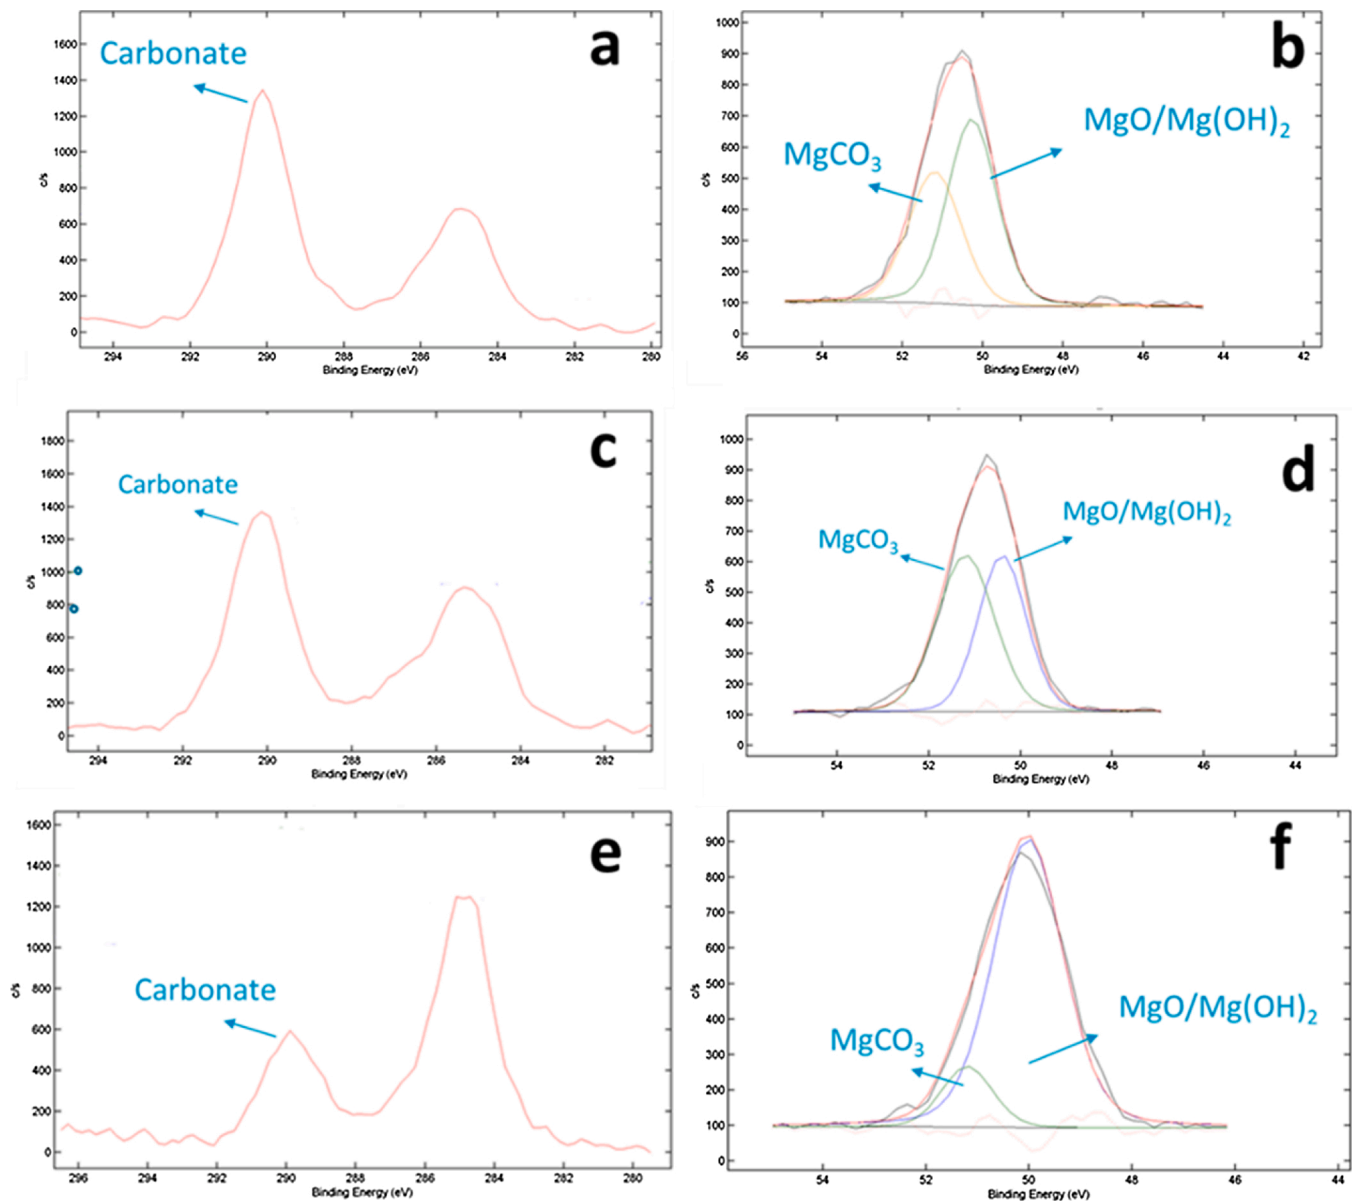 a
Carbonate
1600
1400
1200
1000
800
600
400
200
0
c/s
294 292 290 288 286 284 282 280
Binding Energy (eV)
b
MgO/Mg(OH)₂
MgCO₃
1000
900
800
700
600
500
400
300
200
100
0
c/s
56 54 52 50 48 46 44 42
Binding Energy (eV)
c
Carbonate
1800
1600
1400
1200
1000
800
600
400
200
0
c/s
294 292 290 288 286 284 282
Binding Energy (eV)
d
MgO/Mg(OH)₂
MgCO₃
1000
900
800
700
600
500
400
300
200
100
0
c/s
54 52 50 48 46 44
Binding Energy (eV)
e
Carbonate
1600
1400
1200
1000
800
600
400
200
0
c/s
296 294 292 290 288 286 284 282 280
Binding Energy (eV)
f
MgO/Mg(OH)₂
MgCO₃
900
800
700
600
500
400
300
200
100
0
c/s
54 52 50 48 46 44
Binding Energy (eV)